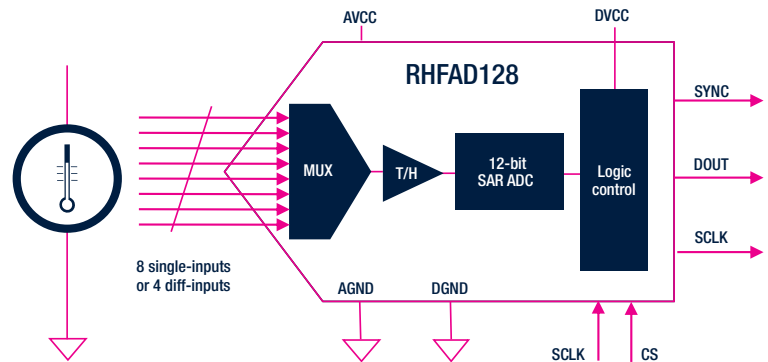 AVCC
DVCC
RHFAD128
SYNC
MUX
T/H
12-bit
SAR ADC
Logic
control
DOUT
SCLK
8 single-inputs
or 4 diff-inputs
AGND
DGND
SCLK
CS